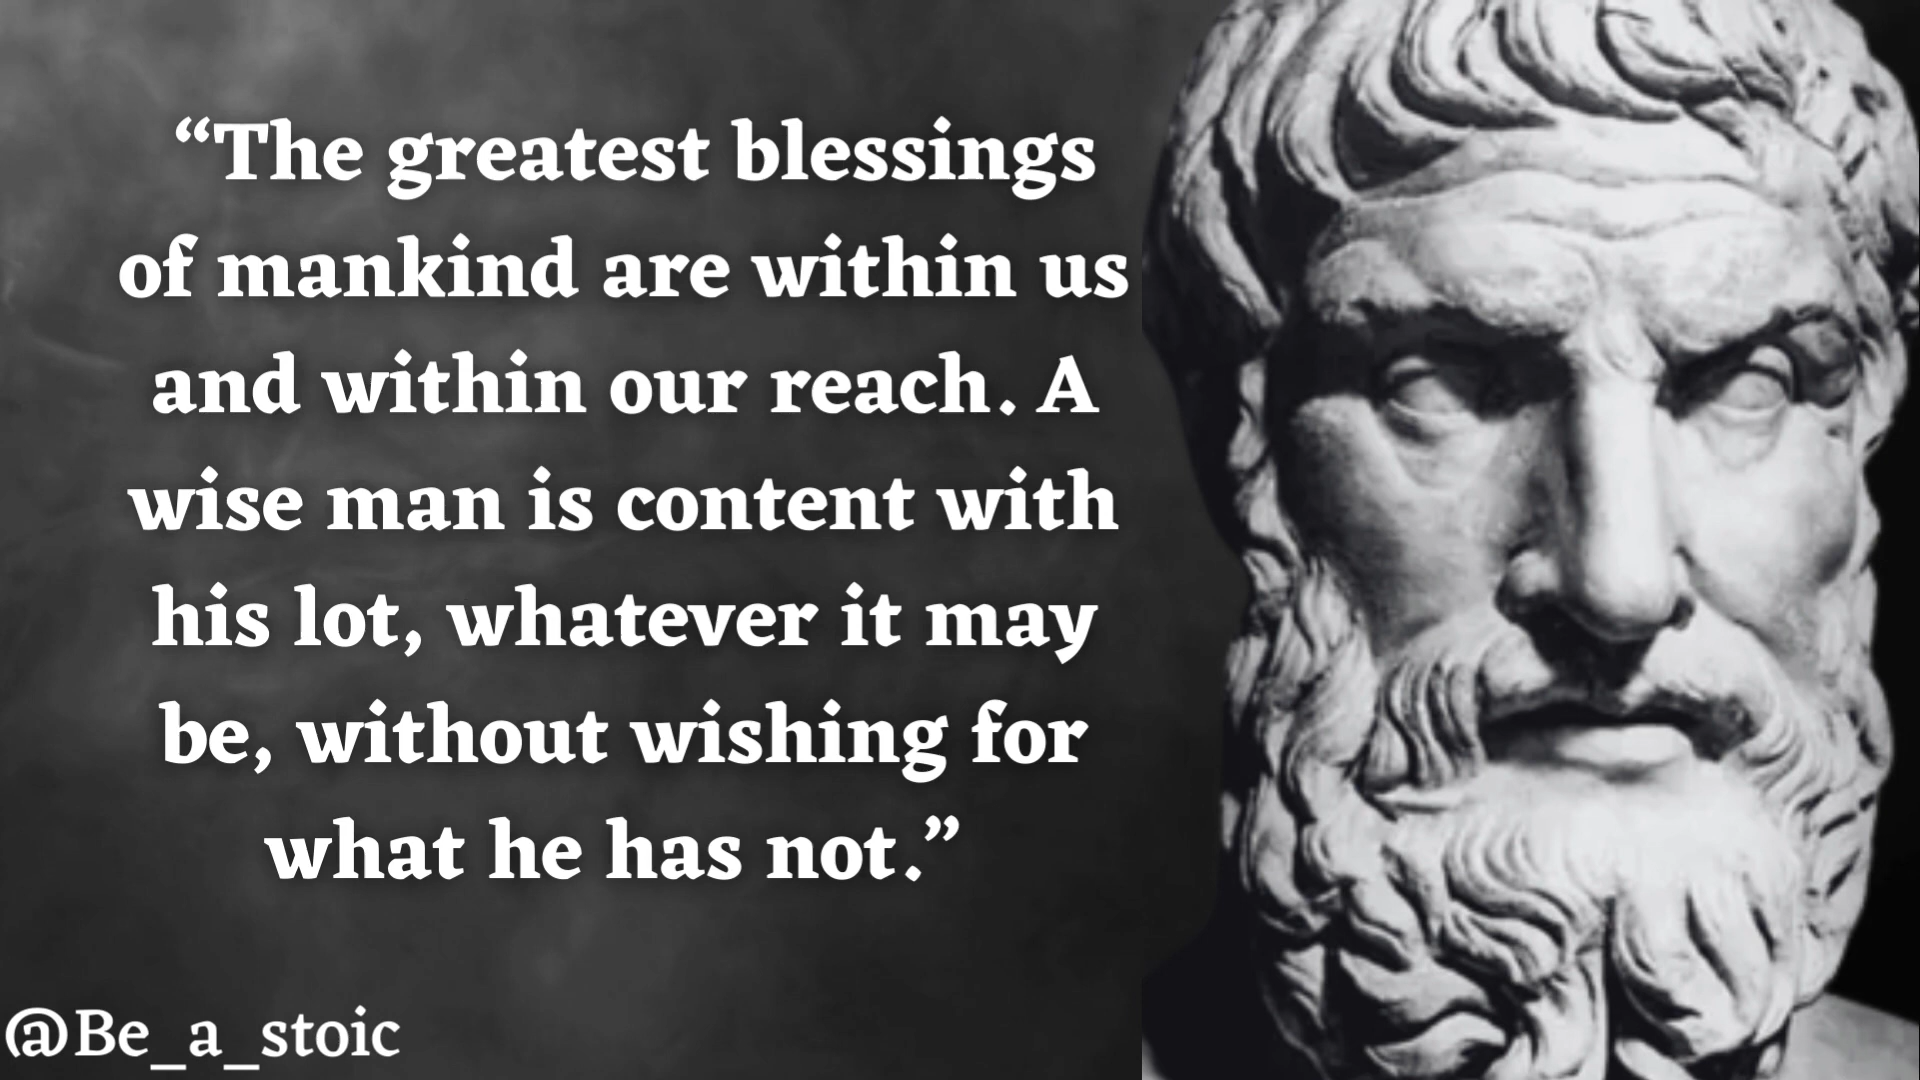 “The greatest blessings
of mankind are within us
and within our reach. A
wise man is content with
his lot, whatever it may
be, without wishing for
what he has not.”
@Be_a_stoic